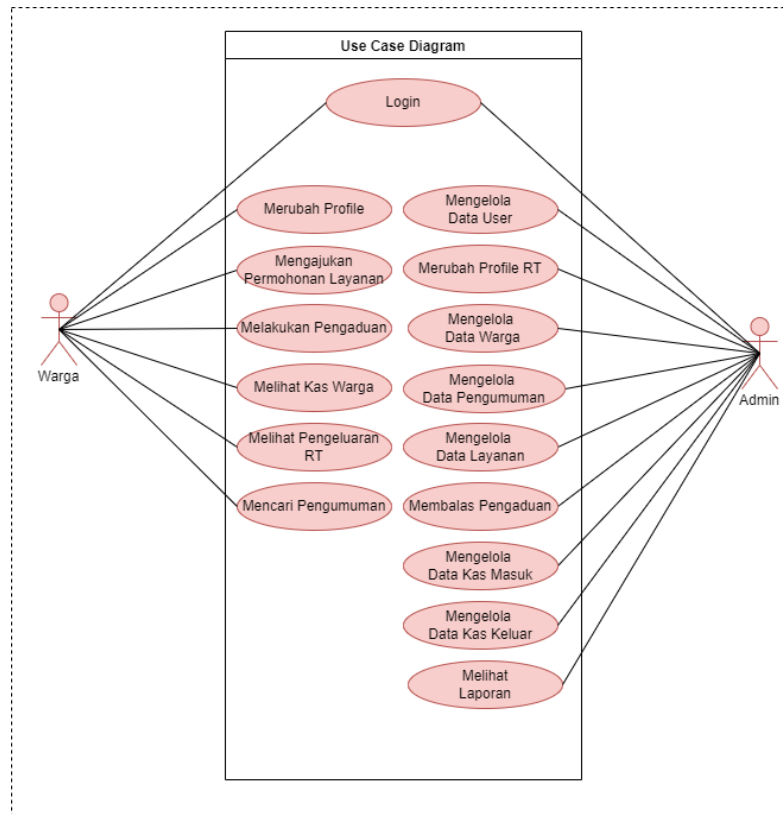 Use Case Diagram
Login
Merubah Profile
Mengelola
Data User
Mengajukan
Permohonan Layanan
Merubah Profile RT
Melakukan Pengaduan
Mengelola
Data Warga
Warga
Admin
Melihat Kas Warga
Mengelola
Data Pengumuman
Melihat Pengeluaran
RT
Mengelola
Data Layanan
Mencari Pengumuman
Membalas Pengaduan
Mengelola
Data Kas Masuk
Mengelola
Data Kas Keluar
Melihat
Laporan